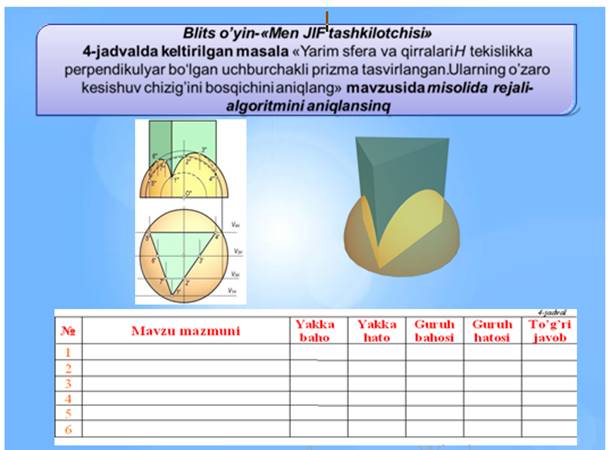 Blits o'yin-«Men JIF tashkilotchisi»
4-jadvalda keltirilgan masala «Yarim sfera va qirralari H tekislikka
perpendikulyar bo'lgan uchburchakli prizma tasvirlangan.Ularning o'zaro
kesishuv chizig'ini bosqichini aniqlang» mavzusida misolida rejali-
algoritmini aniqlansinq
4-jadval
№ Mavzu mazmuni Yakka baho Yakka hato Guruh bahosi Guruh hatosi To'g'ri javob
1
2
3
4
5
6